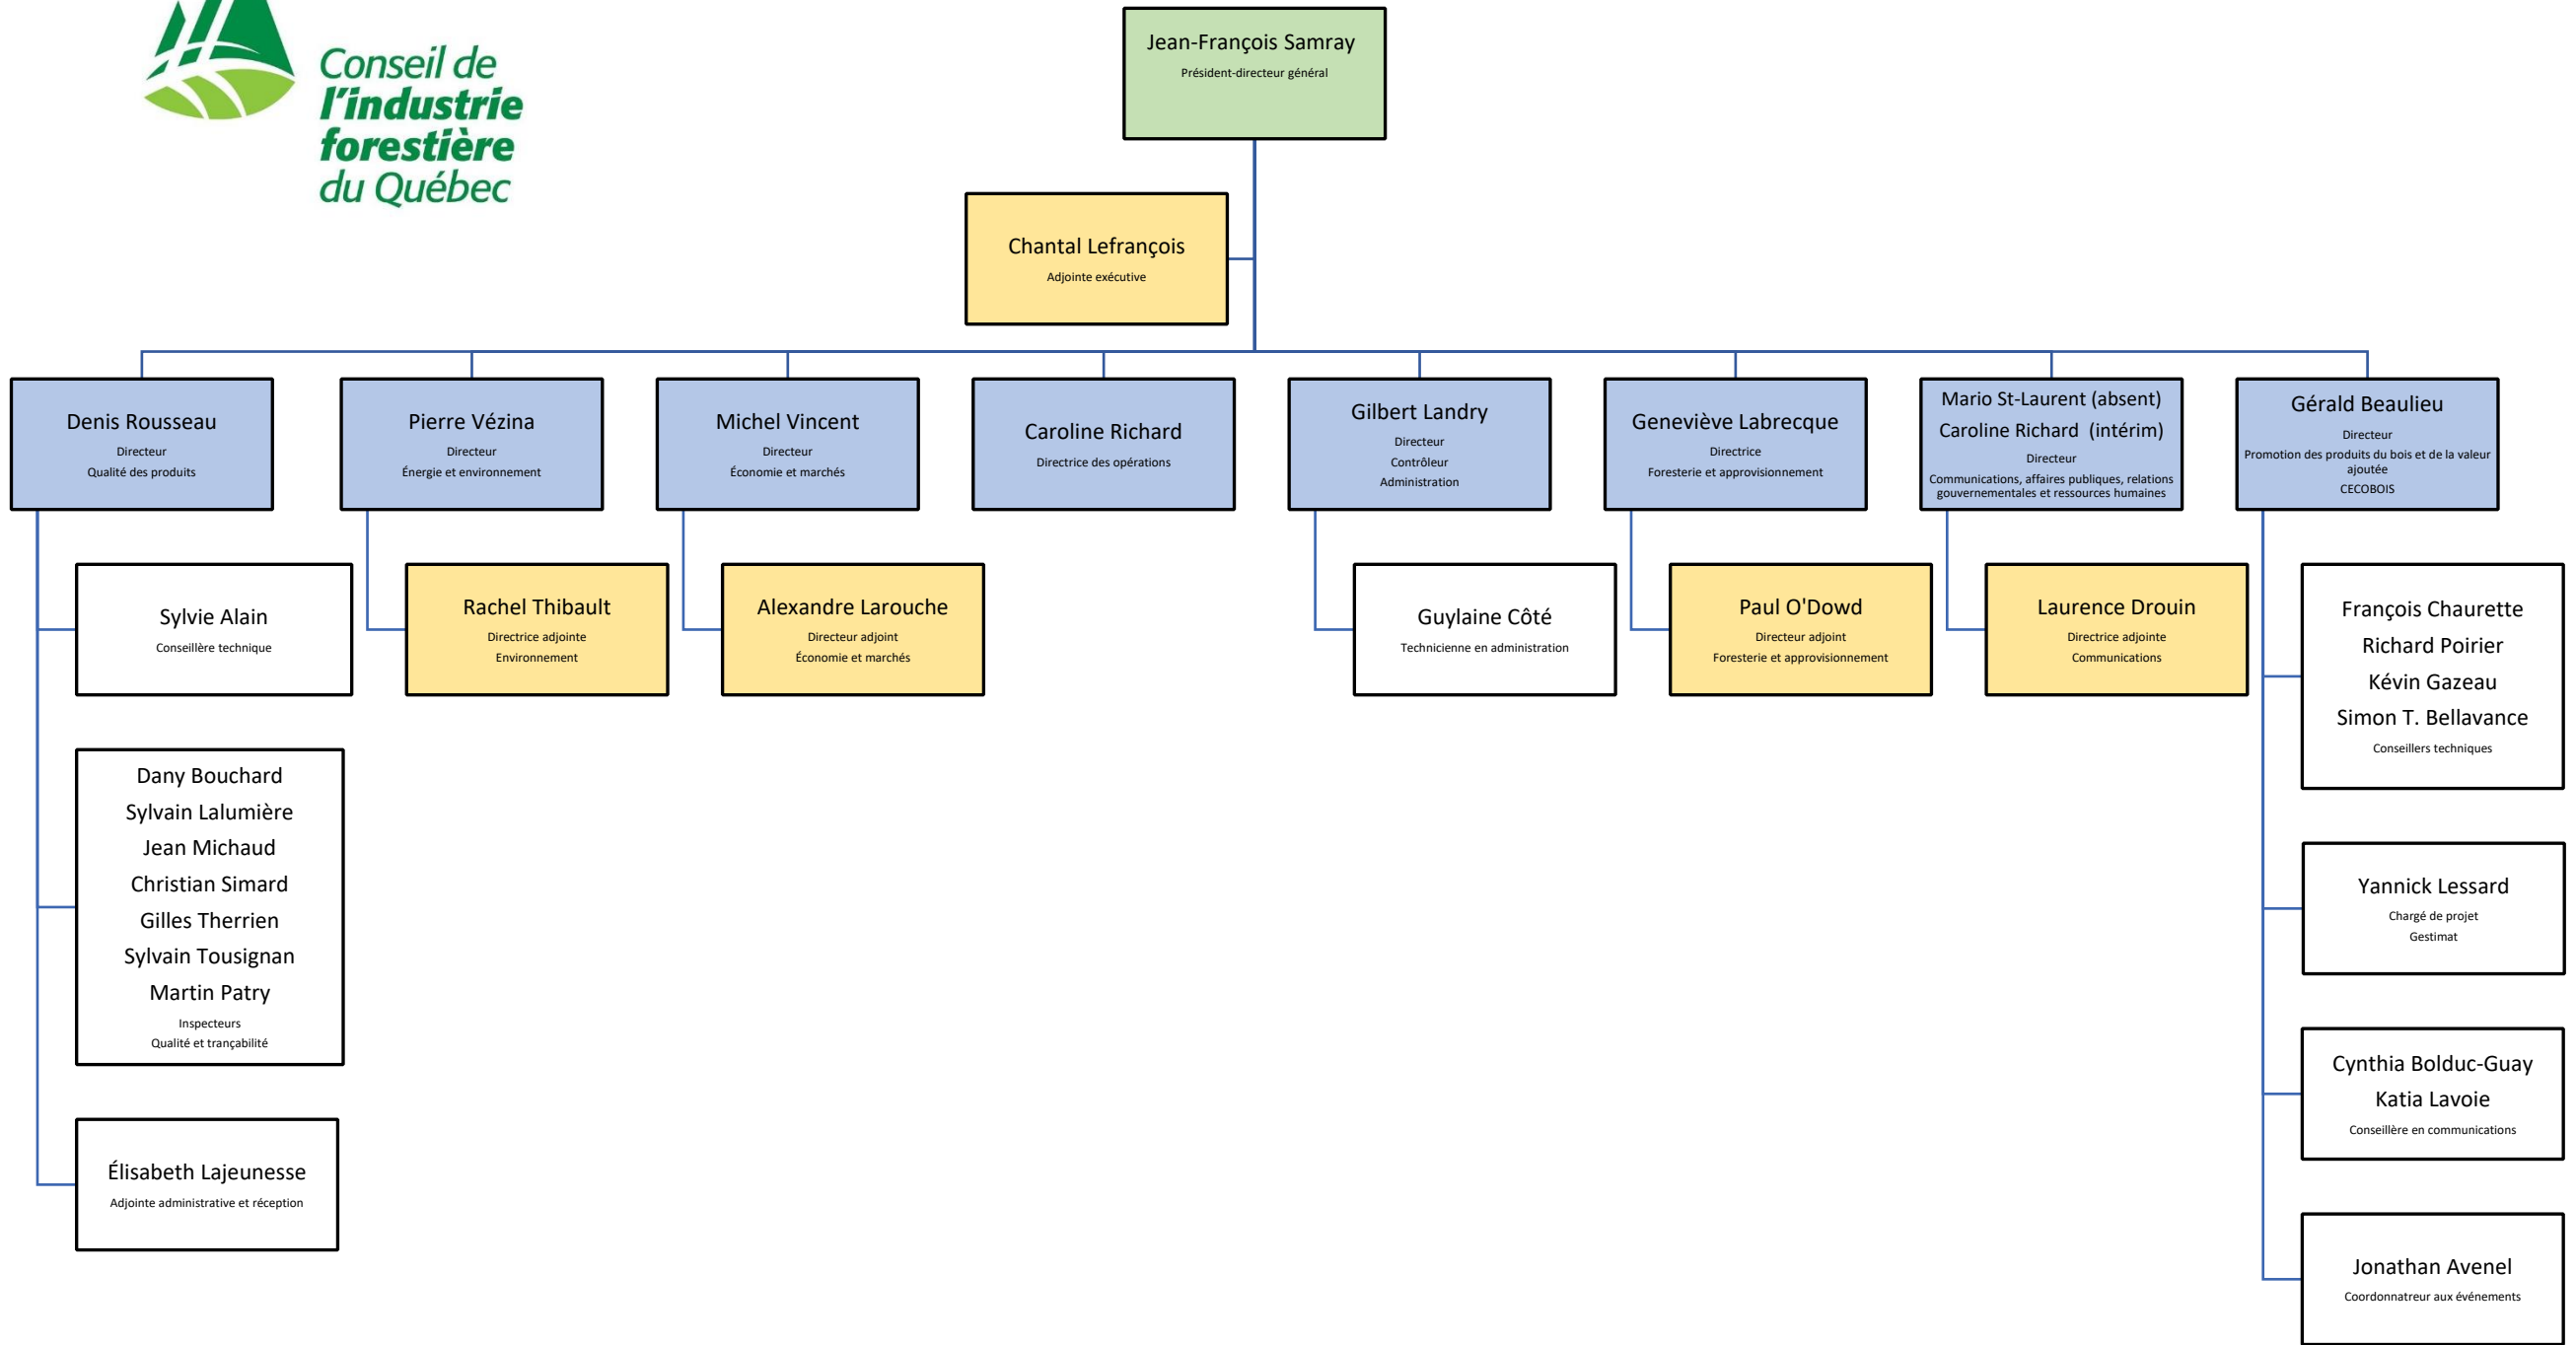 Conseil de
l'industrie
forestière
du Québec
Jean-François Samray
Président-directeur général
Chantal Lefrançois
Adjointe exécutive
Denis Rousseau
Directeur
Qualité des produits
Pierre Vézina
Directeur
Énergie et environnement
Michel Vincent
Directeur
Économie et marchés
Caroline Richard
Directrice des opérations
Gilbert Landry
Directeur
Contrôleur
Administration
Geneviève Labrecque
Directrice
Foresterie et approvisionnement
Mario St-Laurent (absent)
Caroline Richard (intérim)
Directeur
Communications, affaires publiques, relations
gouvernementales et ressources humaines
Gérald Beaulieu
Directeur
Promotion des produits du bois et de la valeur
ajoutée
CECOBOIS
Sylvie Alain
Conseillère technique
Rachel Thibault
Directrice adjointe
Environnement
Alexandre Larouche
Directeur adjoint
Économie et marchés
Guylaine Côté
Technicienne en administration
Paul O'Dowd
Directeur adjoint
Foresterie et approvisionnement
Laurence Drouin
Directrice adjointe
Communications
François Chaurette
Richard Poirier
Kévin Gazeau
Simon T. Bellavance
Conseillers techniques
Dany Bouchard
Sylvain Lalumière
Jean Michaud
Christian Simard
Gilles Therrien
Sylvain Tousignan
Martin Patry
Inspecteurs
Qualité et trançabilité
Yannick Lessard
Chargé de projet
Gestimat
Cynthia Bolduc-Guay
Katia Lavoie
Conseillère en communications
Élisabeth Lajeunesse
Adjointe administrative et réception
Jonathan Avenel
Coordonnatreur aux événements